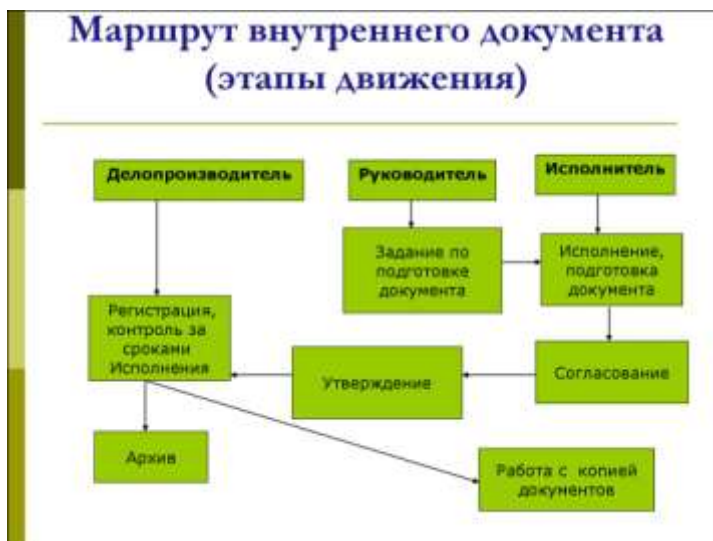 Маршрут внутреннего документа
(этапы движения)
Делопроизводитель
Руководитель
Исполнитель
Задание по
подготовке
документа
Исполнение,
подготовка
документа
Регистрация,
контроль за
сроками
Исполнения
Утверждение
Согласование
Архив
Работа с копией
документов